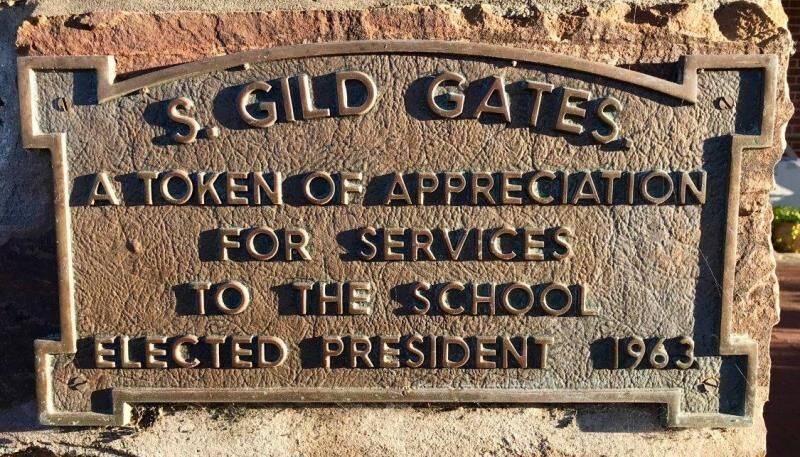 S. GILD GATES.
A TOKEN OF APPRECIATION
FOR SERVICES
TO THE SCHOOL
ELECTED PRESIDENT 1963.